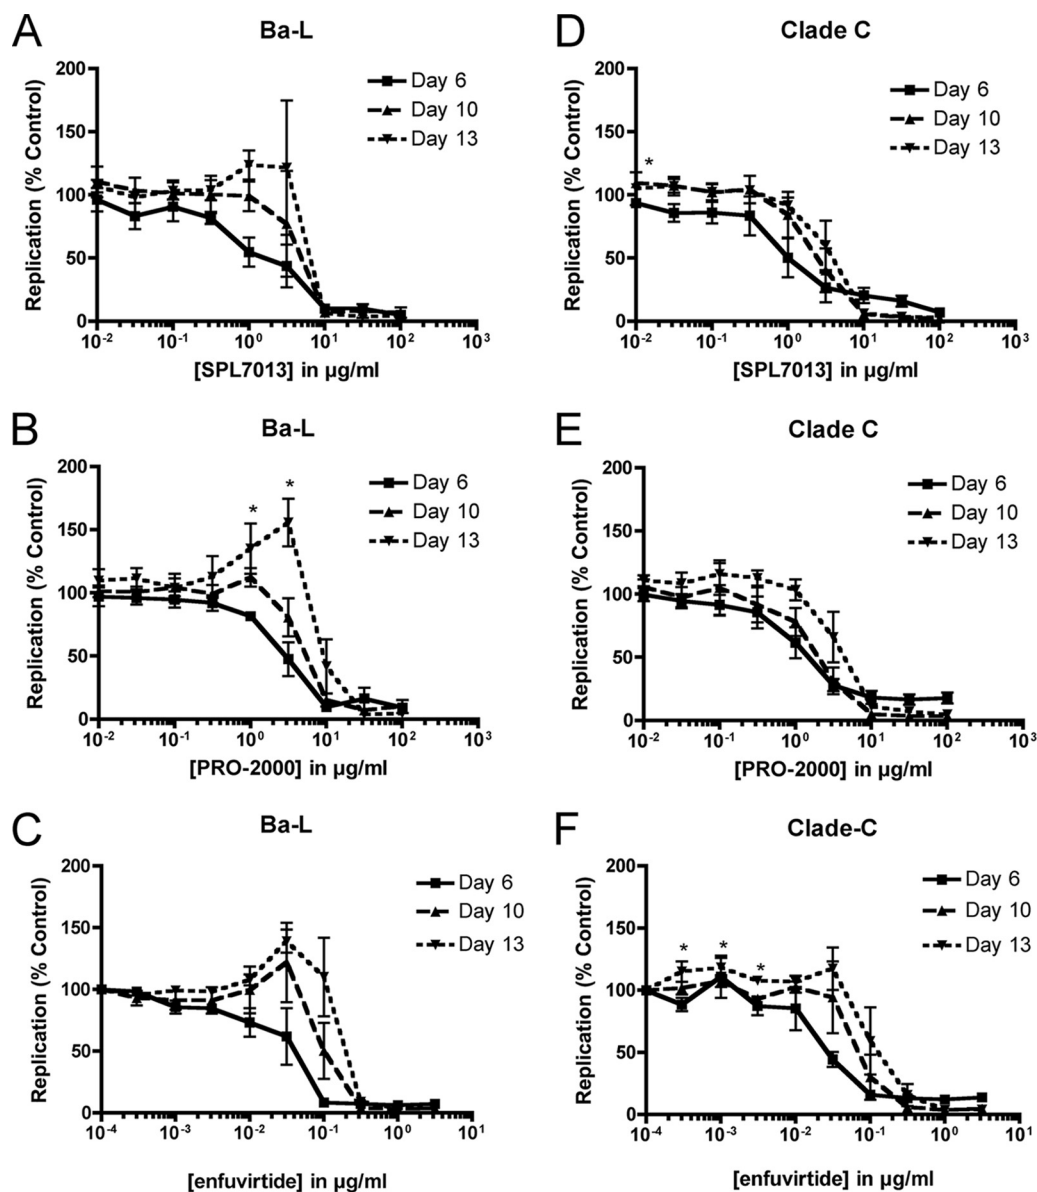 A
Ba-L
Replication (% Control)
200
150
100
50
0
Day 6
Day 10
Day 13
10-2
10-1
100
101
102
103
[SPL7013] in µg/ml
D
Clade C
Replication (% Control)
200
150
100
50
0
*
Day 6
Day 10
Day 13
10-2
10-1
100
101
102
103
[SPL7013] in µg/ml
B
Ba-L
Replication (% Control)
200
150
100
50
0
* *
Day 6
Day 10
Day 13
10-2
10-1
100
101
102
103
[PRO-2000] in µg/ml
E
Clade C
Replication (% Control)
200
150
100
50
0
Day 6
Day 10
Day 13
10-2
10-1
100
101
102
103
[PRO-2000] in µg/ml
C
Ba-L
Replication (% Control)
200
150
100
50
0
Day 6
Day 10
Day 13
10-4
10-3
10-2
10-1
100
101
[enfuvirtide] in µg/ml
F
Clade-C
Replication (% Control)
200
150
100
50
0
* * *
Day 6
Day 10
Day 13
10-4
10-3
10-2
10-1
100
101
[enfuvirtide] in µg/ml